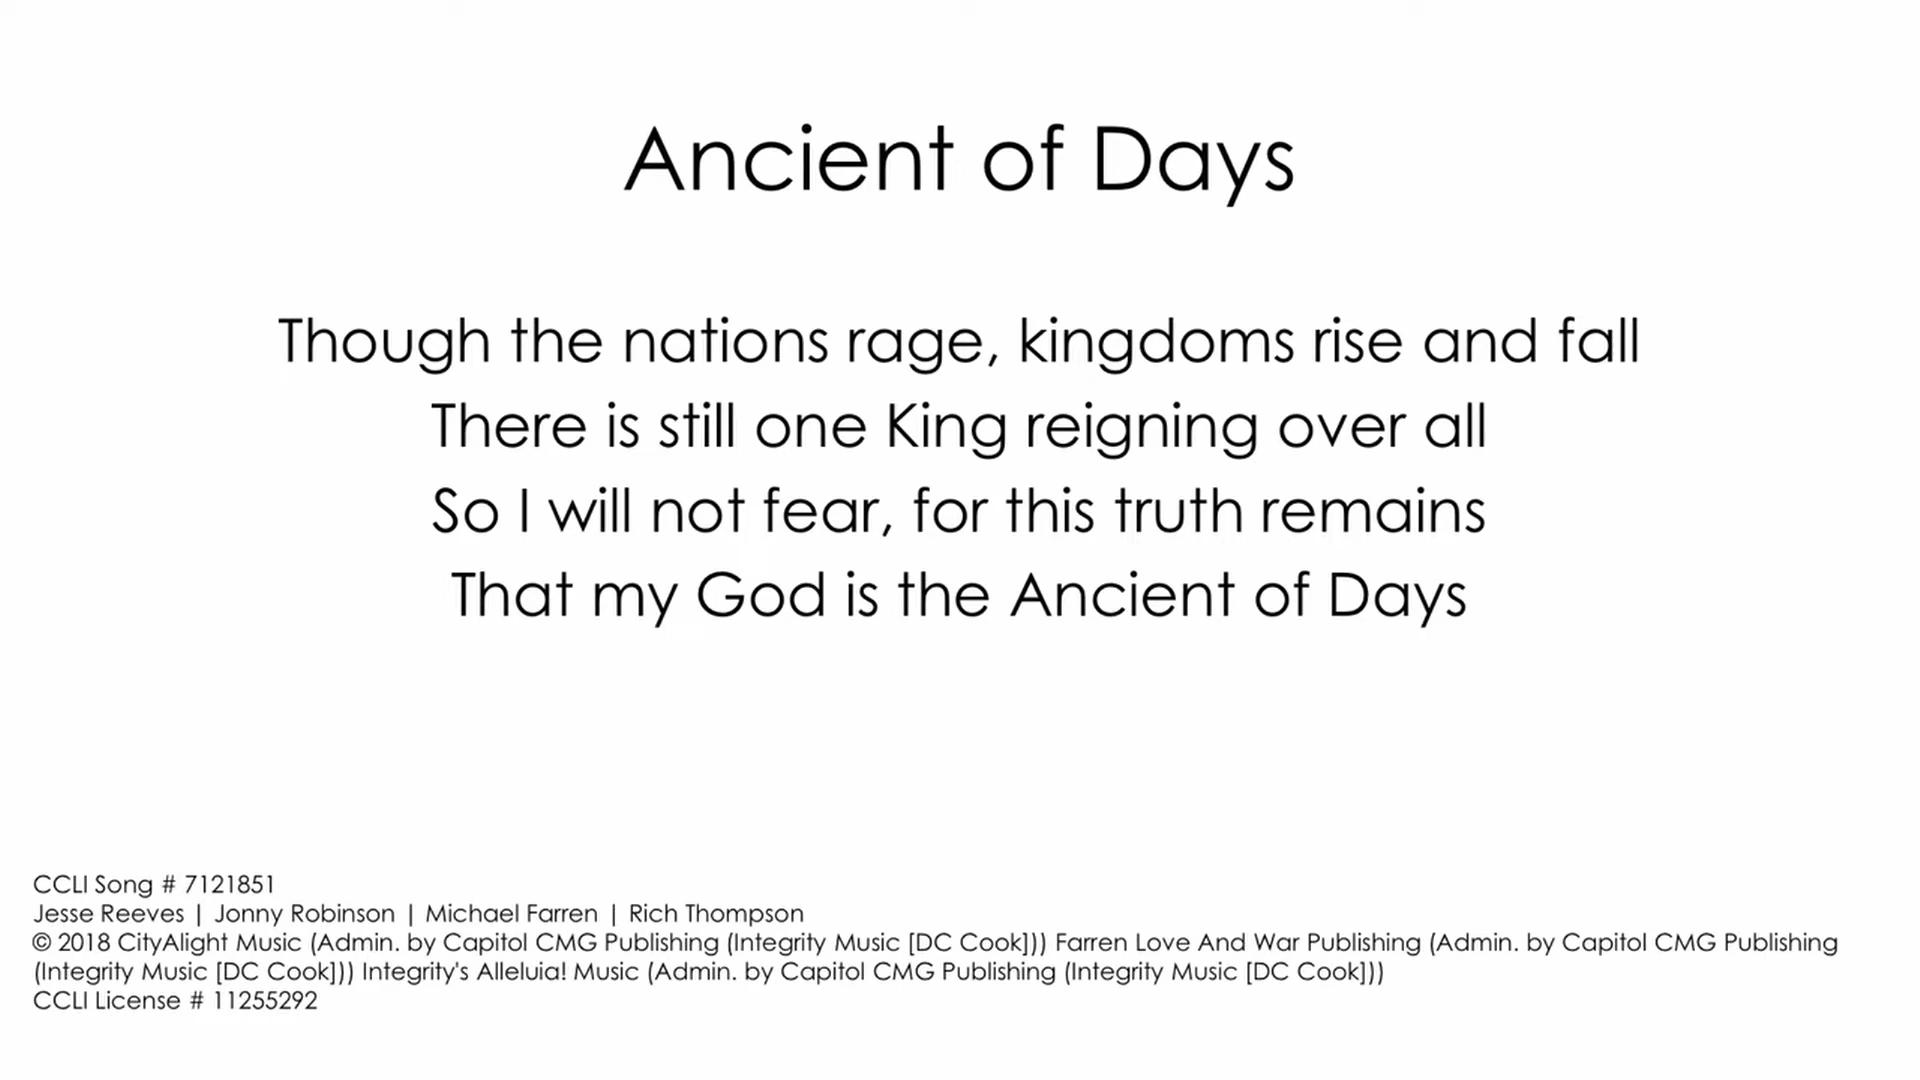 Ancient of Days
Though the nations rage, kingdoms rise and fall
There is still one King reigning over all
So I will not fear, for this truth remains
That my God is the Ancient of Days
CCLI Song # 7121851
Jesse Reeves | Jonny Robinson | Michael Farren | Rich Thompson
© 2018 CityAlight Music (Admin. by Capitol CMG Publishing (Integrity Music [DC Cook])) Farren Love And War Publishing (Admin. by Capitol CMG Publishing
(Integrity Music [DC Cook])) Integrity's Alleluia! Music (Admin. by Capitol CMG Publishing (Integrity Music [DC Cook]))
CCLI License # 11255292